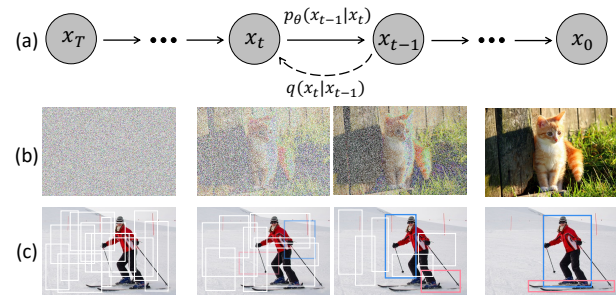 p_θ(x_{t-1}|x_t)
(a) x_T ••• x_t x_{t-1} ••• x_0
q(x_t|x_{t-1})
(b)
(c)